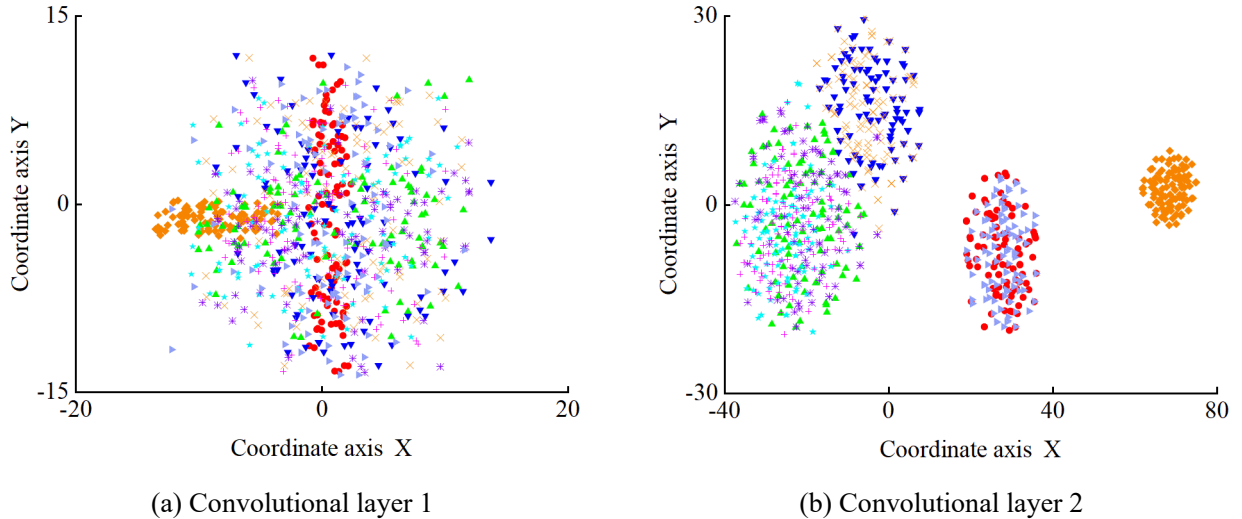 15
0
-15
-20
0
20
Coordinate axis Y
Coordinate axis X
(a) Convolutional layer 1
30
0
-30
-40
0
40
80
Coordinate axis Y
Coordinate axis X
(b) Convolutional layer 2